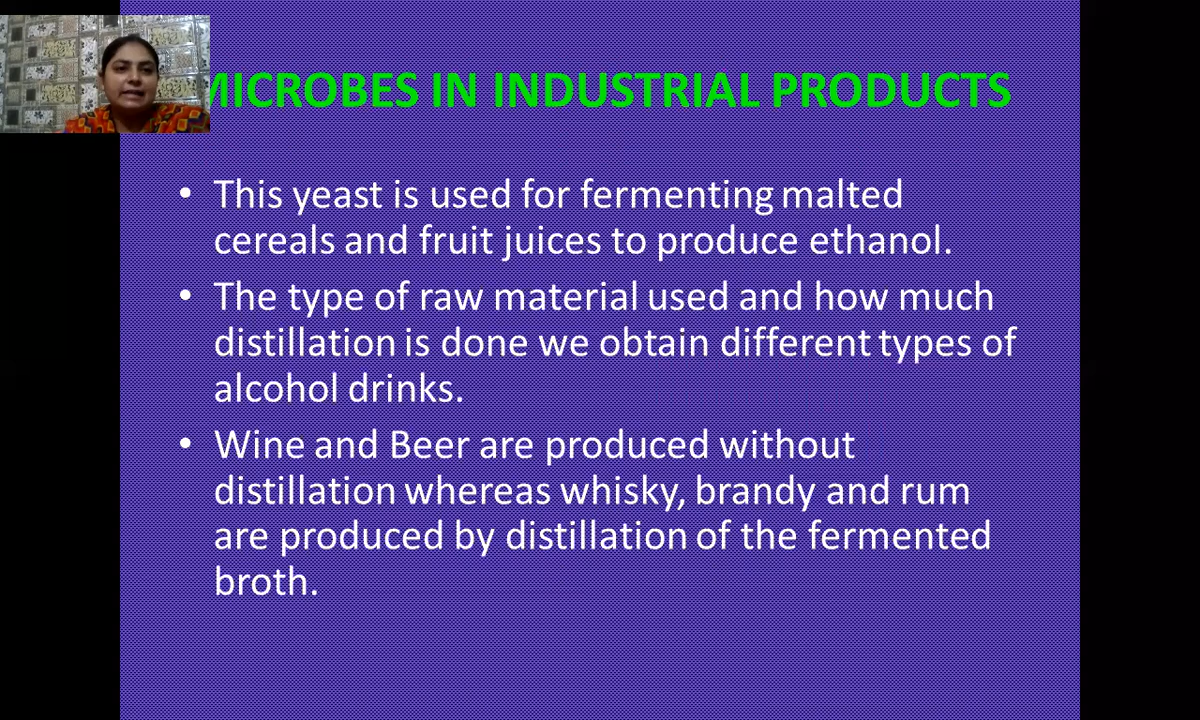 MICROBES IN INDUSTRIAL PRODUCTS
• This yeast is used for fermenting malted
cereals and fruit juices to produce ethanol.
• The type of raw material used and how much
distillation is done we obtain different types of
alcohol drinks.
• Wine and Beer are produced without
distillation whereas whisky, brandy and rum
are produced by distillation of the fermented
broth.